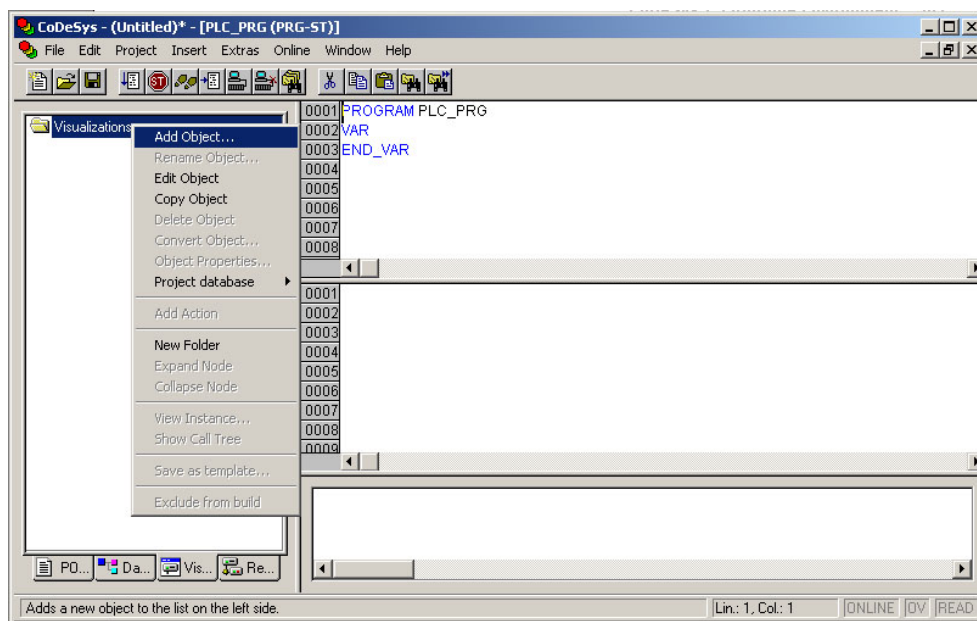 CoDeSys - (Untitled)* - [PLC_PRG (PRG-ST)]
File Edit Project Insert Extras Online Window Help
Visualizations
Add Object...
Rename Object...
Edit Object
Copy Object
Delete Object
Convert Object...
Object Properties...
Project database
Add Action
New Folder
Expand Node
Collapse Node
View Instance...
Show Call Tree
Save as template...
Exclude from build
0001 PROGRAM PLC_PRG
0002 VAR
0003 END_VAR
0004
0005
0006
0007
0008
0001
0002
0003
0004
0005
0006
0007
0008
0009
PO... Da... Vis... Re...
Adds a new object to the list on the left side. Lin.: 1, Col.: 1 ONLINE OV READ